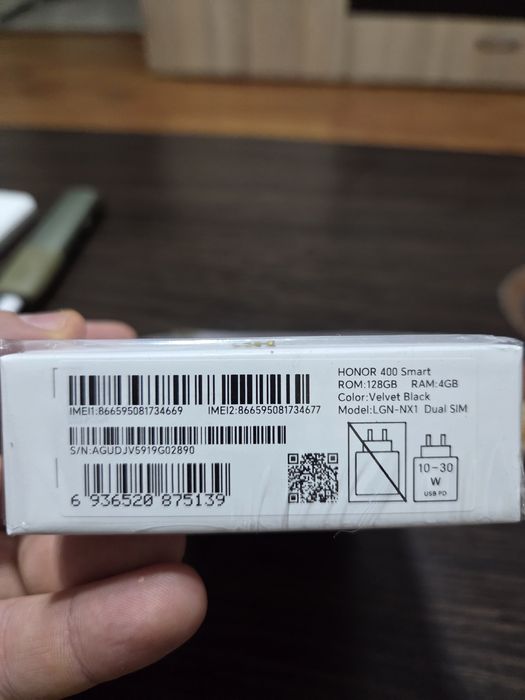 HONOR 400 Smart
ROM:128GB RAM:4GB
Color:Velvet Black
Model:LGN-NX1 Dual SIM
IMEI1:866595081734669 IMEI2:866595081734677
S/N:AGUDJV5919G02890
6 936520 875139
10-30
W
USB PD